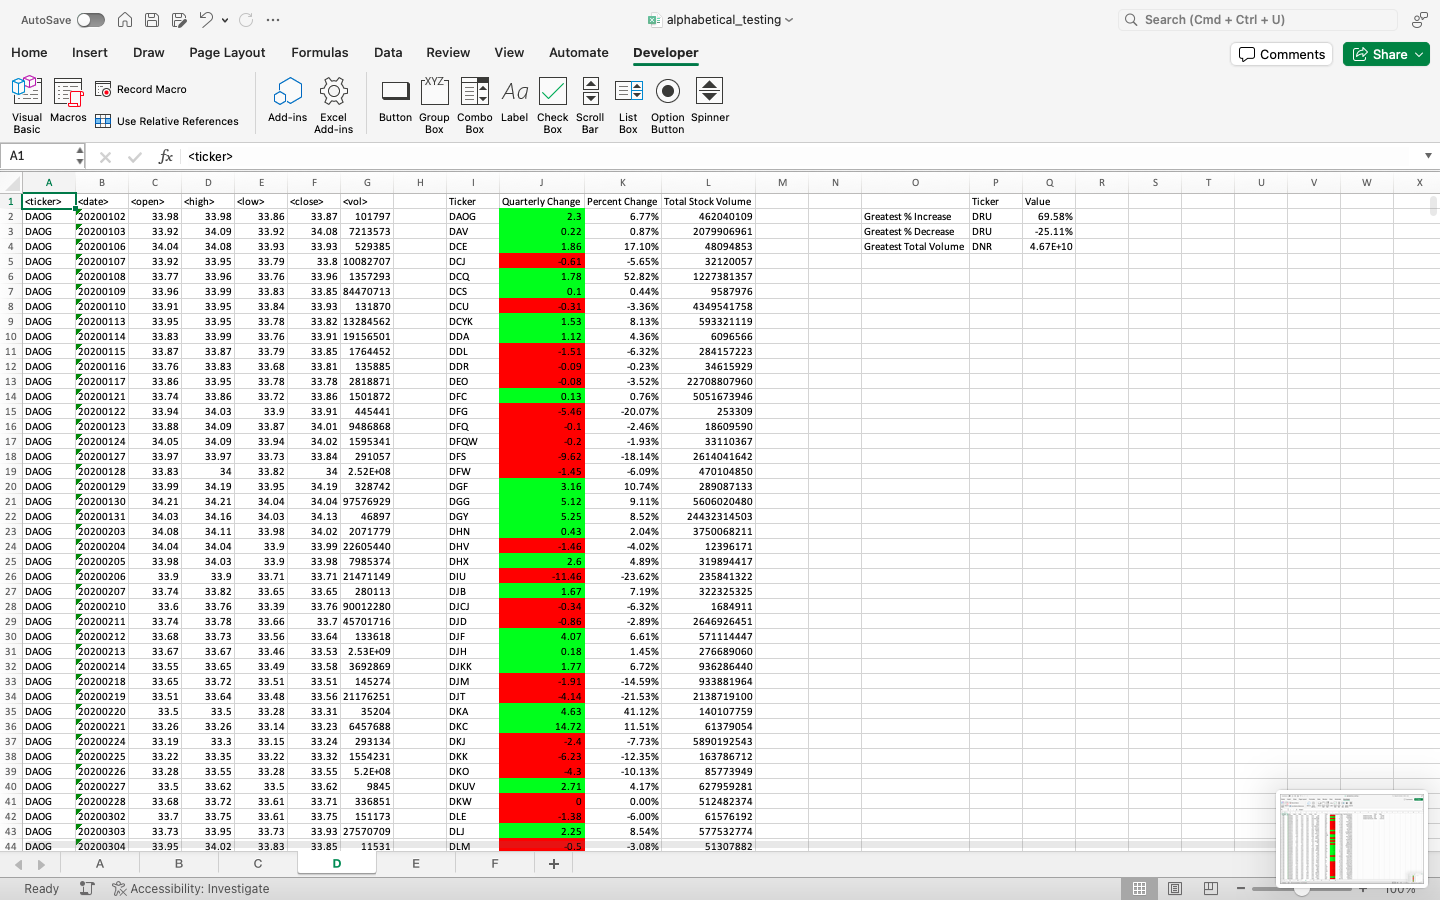 AutoSave
alphabetical_testing
Search (Cmd + Ctrl + U)
Home Insert Draw Page Layout Formulas Data Review View Automate Developer Comments Share
Visual Basic Macros Record Macro Use Relative References Add-ins Excel Add-ins Button Group Box Combo Box Label Check Box Scroll Bar List Box Option Button Spinner
XYZ Aa
A1 fx <ticker>
A B C D E F G H I J K L M N O P Q R S T U V W X
1 <ticker> <date> <open> <high> <low> <close> <vol> Ticker Quarterly Change Percent Change Total Stock Volume Ticker Value
2 DAOG 20200102 33.98 33.98 33.86 33.87 101797 DAOG 2.3 6.77% 462040109 Greatest % Increase DRU 69.58%
3 DAOG 20200103 33.92 34.09 33.92 34.08 7213573 DAV 0.22 0.87% 2079906961 Greatest % Decrease DRU -25.11%
4 DAOG 20200106 34.04 34.08 33.93 33.93 529385 DCE 1.86 17.10% 48094853 Greatest Total Volume DNR 4.67E+10
5 DAOG 20200107 33.92 33.95 33.79 33.8 10082707 DCJ -0.61 -5.65% 32120057
6 DAOG 20200108 33.77 33.96 33.76 33.96 1357293 DCQ 1.78 52.82% 1227381357
7 DAOG 20200109 33.96 33.99 33.83 33.85 84470713 DCS 0.1 0.44% 9587976
8 DAOG 20200110 33.91 33.95 33.84 33.93 131870 DCU -0.31 -3.36% 4349541758
9 DAOG 20200113 33.95 33.95 33.78 33.82 13284562 DCYK 1.53 8.13% 593321119
10 DAOG 20200114 33.83 33.99 33.76 33.91 19156501 DDA 1.12 4.36% 6096566
11 DAOG 20200115 33.87 33.87 33.79 33.85 1764452 DDL -1.51 -6.32% 284157223
12 DAOG 20200116 33.76 33.83 33.68 33.81 135885 DDR -0.09 -0.23% 34615929
13 DAOG 20200117 33.86 33.95 33.78 33.78 2818871 DEO -0.08 -3.52% 22708807960
14 DAOG 20200121 33.74 33.86 33.72 33.86 1501872 DFC 0.13 0.76% 5051673946
15 DAOG 20200122 33.94 34.03 33.9 33.91 445441 DFG -5.46 -20.07% 253309
16 DAOG 20200123 33.88 34.09 33.87 34.01 9486868 DFQ -0.1 -2.46% 18609590
17 DAOG 20200124 34.05 34.09 33.94 34.02 1595341 DFQW -0.2 -1.93% 33110367
18 DAOG 20200127 33.97 33.97 33.73 33.84 291057 DFS -9.62 -18.14% 2614041642
19 DAOG 20200128 33.83 34 33.82 34 2.52E+08 DFW -1.45 -6.09% 470104850
20 DAOG 20200129 33.99 34.19 33.95 34.19 328742 DGF 3.16 10.74% 289087133
21 DAOG 20200130 34.21 34.21 34.04 34.04 97576929 DGG 5.12 9.11% 5606020480
22 DAOG 20200131 34.03 34.16 34.03 34.13 46897 DGY 5.25 8.52% 24432314503
23 DAOG 20200203 34.08 34.11 33.98 34.02 2071779 DHN 0.43 2.04% 3750068211
24 DAOG 20200204 34.04 34.04 33.9 33.99 22605440 DHV -1.46 -4.02% 12396171
25 DAOG 20200205 33.98 34.03 33.9 33.98 7985374 DHX 2.6 4.89% 319894417
26 DAOG 20200206 33.9 33.9 33.71 33.71 21471149 DIU -11.46 -23.62% 235841322
27 DAOG 20200207 33.74 33.82 33.65 33.65 280113 DJB 1.67 7.19% 322325325
28 DAOG 20200210 33.6 33.76 33.39 33.76 90012280 DJCJ -0.34 -6.32% 1684911
29 DAOG 20200211 33.74 33.78 33.66 33.7 45701716 DJD -0.86 -2.89% 2646926451
30 DAOG 20200212 33.68 33.73 33.56 33.64 133618 DJF 4.07 6.61% 571114447
31 DAOG 20200213 33.67 33.67 33.46 33.53 2.53E+09 DJH 0.18 1.45% 276689060
32 DAOG 20200214 33.55 33.65 33.49 33.58 3692869 DJKK 1.77 6.72% 936286440
33 DAOG 20200218 33.65 33.72 33.51 33.51 145274 DJM -1.91 -14.59% 933881964
34 DAOG 20200219 33.51 33.64 33.48 33.56 21176251 DJT -4.14 -21.53% 2138719100
35 DAOG 20200220 33.5 33.5 33.28 33.31 35204 DKA 4.63 41.12% 140107759
36 DAOG 20200221 33.26 33.26 33.14 33.23 6457688 DKC 14.72 11.51% 61379054
37 DAOG 20200224 33.19 33.3 33.15 33.24 293134 DKJ -2.4 -7.73% 5890192543
38 DAOG 20200225 33.22 33.35 33.22 33.32 1554231 DKK -6.23 -12.35% 163786712
39 DAOG 20200226 33.28 33.55 33.28 33.55 5.2E+08 DKO -4.3 -10.13% 85773949
40 DAOG 20200227 33.5 33.62 33.5 33.62 9845 DKUV 2.71 4.17% 627959281
41 DAOG 20200228 33.68 33.72 33.61 33.71 336851 DKW 0 0.00% 512482374
42 DAOG 20200302 33.7 33.75 33.61 33.75 151173 DLE -1.38 -6.00% 61576192
43 DAOG 20200303 33.73 33.95 33.73 33.93 27570709 DLJ 2.25 8.54% 577532774
44 DAOG 20200304 33.95 34.02 33.83 33.85 11531 DLM -0.5 -3.08% 51307882
A B C D E F +
Ready Accessibility: Investigate 100%